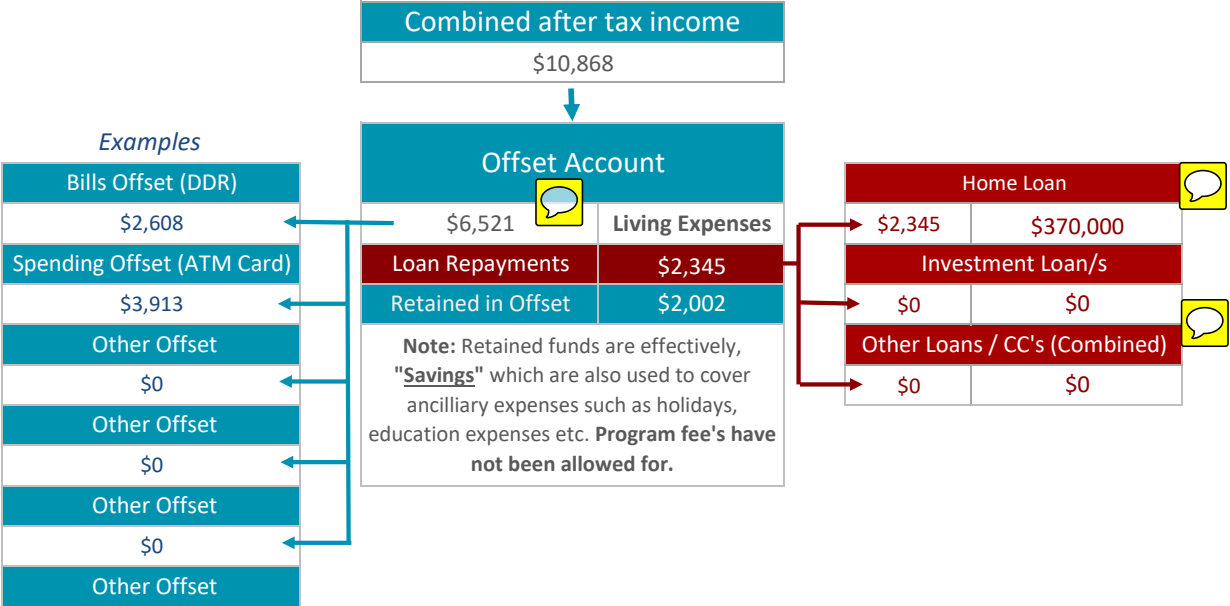 Combined after tax income
$10,868
Examples
Bills Offset (DDR)
$2,608
Spending Offset (ATM Card)
$3,913
Other Offset
$0
Other Offset
$0
Other Offset
$0
Other Offset
Offset Account
$6,521 Living Expenses
Loan Repayments $2,345
Retained in Offset $2,002
Note: Retained funds are effectively,
"Savings" which are also used to cover
ancilliary expenses such as holidays,
education expenses etc. Program fee's have
not been allowed for.
Home Loan
$2,345 $370,000
Investment Loan/s
$0 $0
Other Loans / CC's (Combined)
$0 $0